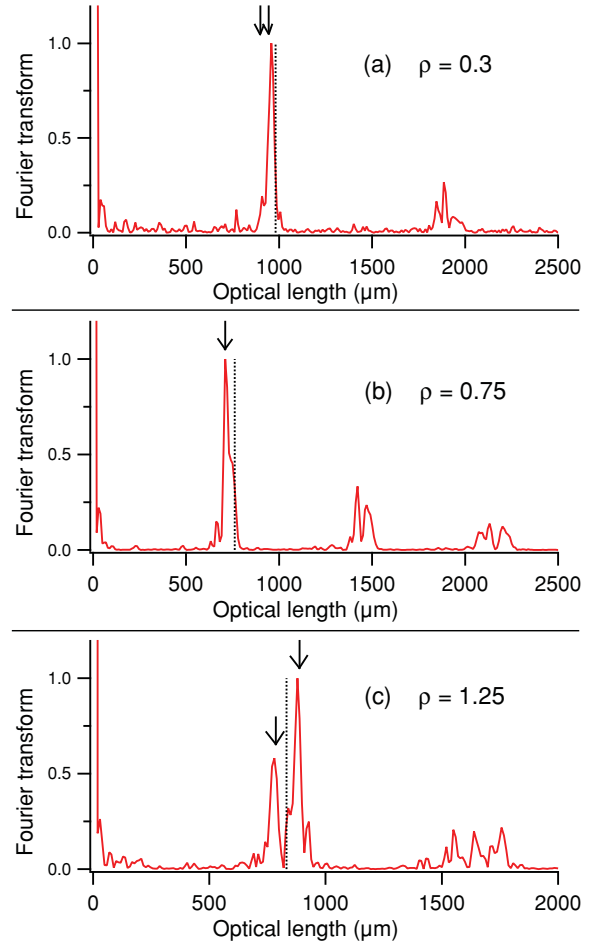 (a) ρ = 0.3
Fourier transform
1.0
0.5
0.0
0 500 1000 1500 2000 2500
Optical length (µm)
(b) ρ = 0.75
Fourier transform
1.0
0.5
0.0
0 500 1000 1500 2000 2500
Optical length (µm)
(c) ρ = 1.25
Fourier transform
1.0
0.5
0.0
0 500 1000 1500 2000
Optical length (µm)